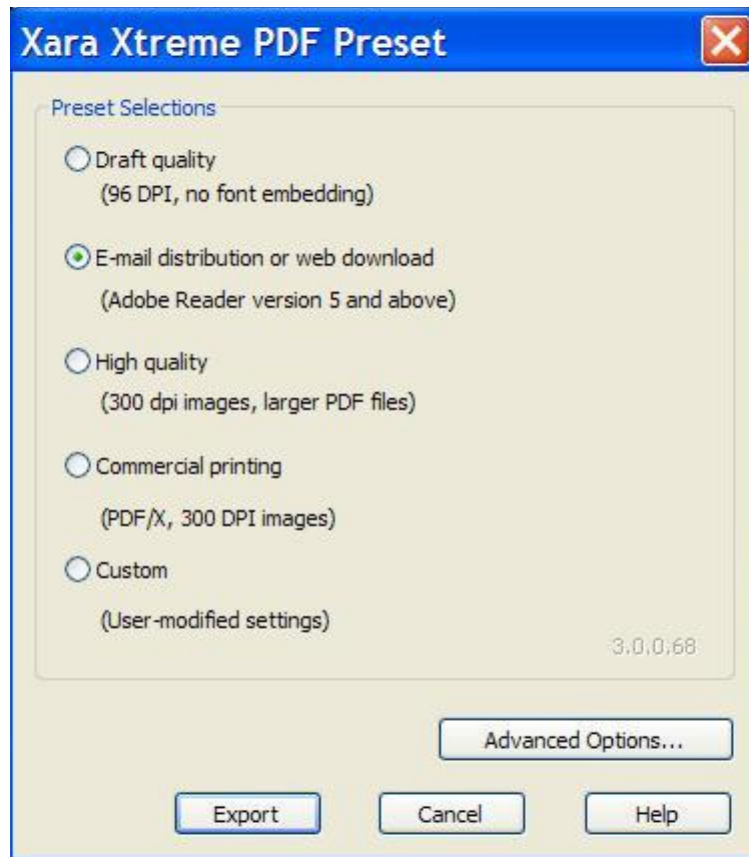 Xara Xtreme PDF Preset
Preset Selections
Draft quality
(96 DPI, no font embedding)
E-mail distribution or web download
(Adobe Reader version 5 and above)
High quality
(300 dpi images, larger PDF files)
Commercial printing
(PDF/X, 300 DPI images)
Custom
(User-modified settings)
3.0.0.68
Advanced Options...
Export Cancel Help